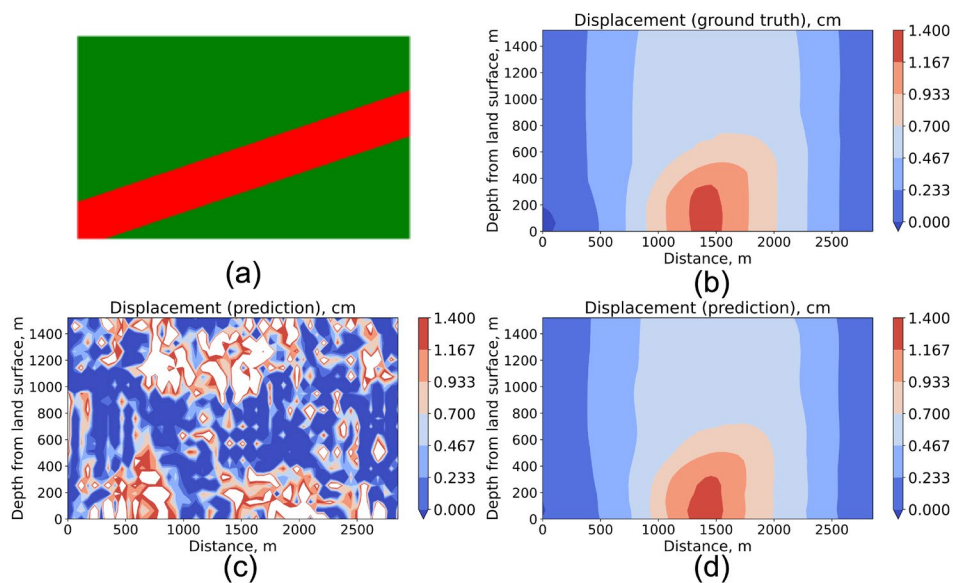 (a)
Displacement (ground truth), cm
Depth from land surface, m
1400
1200
1000
800
600
400
200
0
0 500 1000 1500 2000 2500
Distance, m
1.400
1.167
0.933
0.700
0.467
0.233
0.000
(b)
Displacement (prediction), cm
Depth from land surface, m
1400
1200
1000
800
600
400
200
0
0 500 1000 1500 2000 2500
Distance, m
1.400
1.167
0.933
0.700
0.467
0.233
0.000
(c)
Displacement (prediction), cm
Depth from land surface, m
1400
1200
1000
800
600
400
200
0
0 500 1000 1500 2000 2500
Distance, m
1.400
1.167
0.933
0.700
0.467
0.233
0.000
(d)